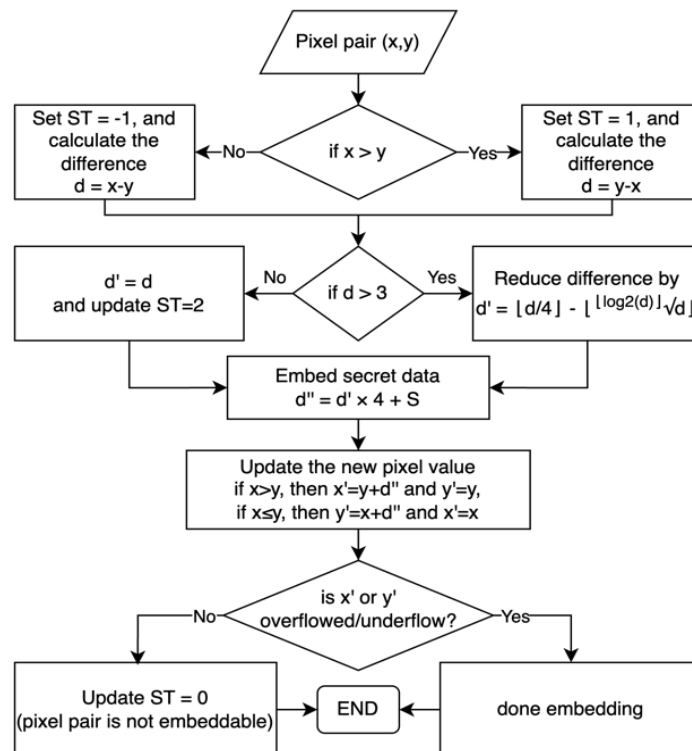 Pixel pair (x,y)
Set ST = -1, and
calculate the
difference
d = x-y
No
if x > y
Yes
Set ST = 1, and
calculate the
difference
d = y-x
d' = d
and update ST=2
No
if d > 3
Yes
Reduce difference by
d' = ⌊d/4⌋ - ⌊^⌊log2(d)⌋√d⌋
Embed secret data
d" = d' × 4 + S
Update the new pixel value
if x>y, then x'=y+d" and y'=y,
if x≤y, then y'=x+d" and x'=x
No
is x' or y'
overflowed/underflow?
Yes
Update ST = 0
(pixel pair is not embeddable)
END
done embedding